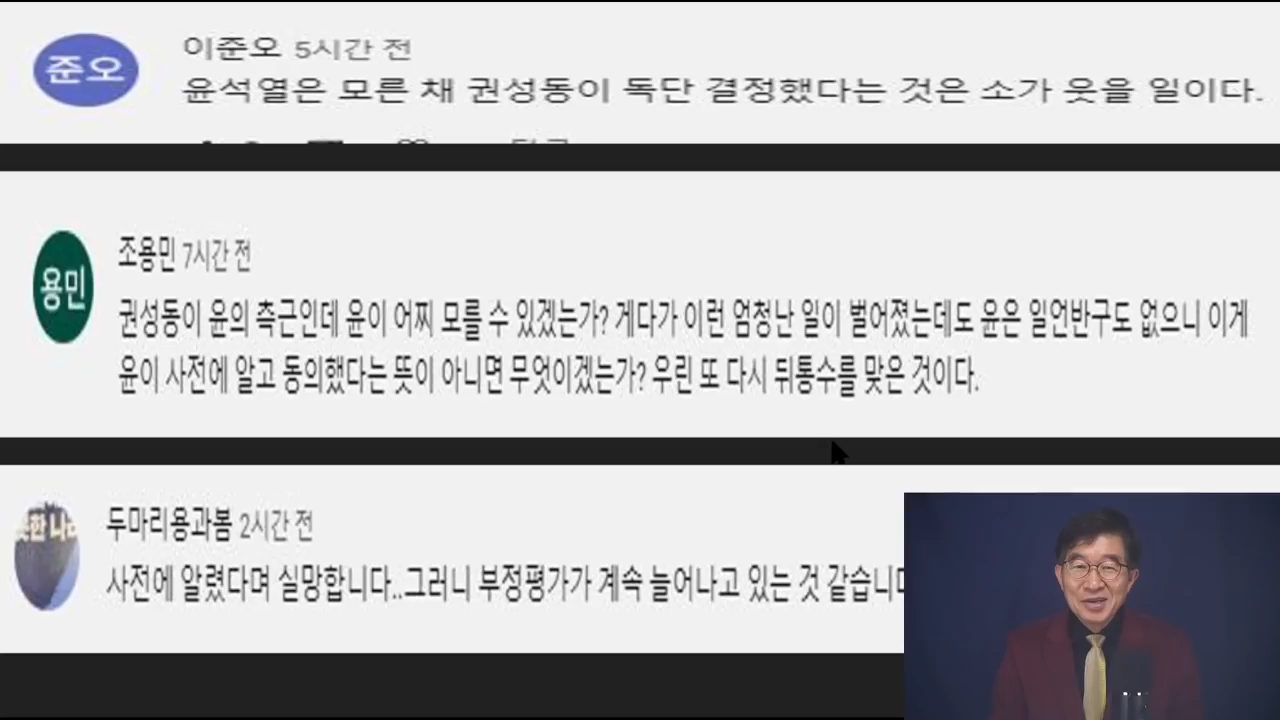 준오
이준오 5시간 전
윤석열은 모른 채 권성동이 독단 결정했다는 것은 소가 웃을 일이다.
용민
조용민 7시간 전
권성동이 윤의 측근인데 윤이 어찌 모를 수 있겠는가? 게다가 이런 엄청난 일이 벌어졌는데도 윤은 일언반구도 없으니 이게
윤이 사전에 알고 동의했다는 뜻이 아니면 무엇이겠는가? 우린 또 다시 뒤통수를 맞은 것이다.
두마리용과봄 2시간 전
사전에 알렸다며 실망합니다..그러니 부정평가가 계속 늘어나고 있는 것 같습니다